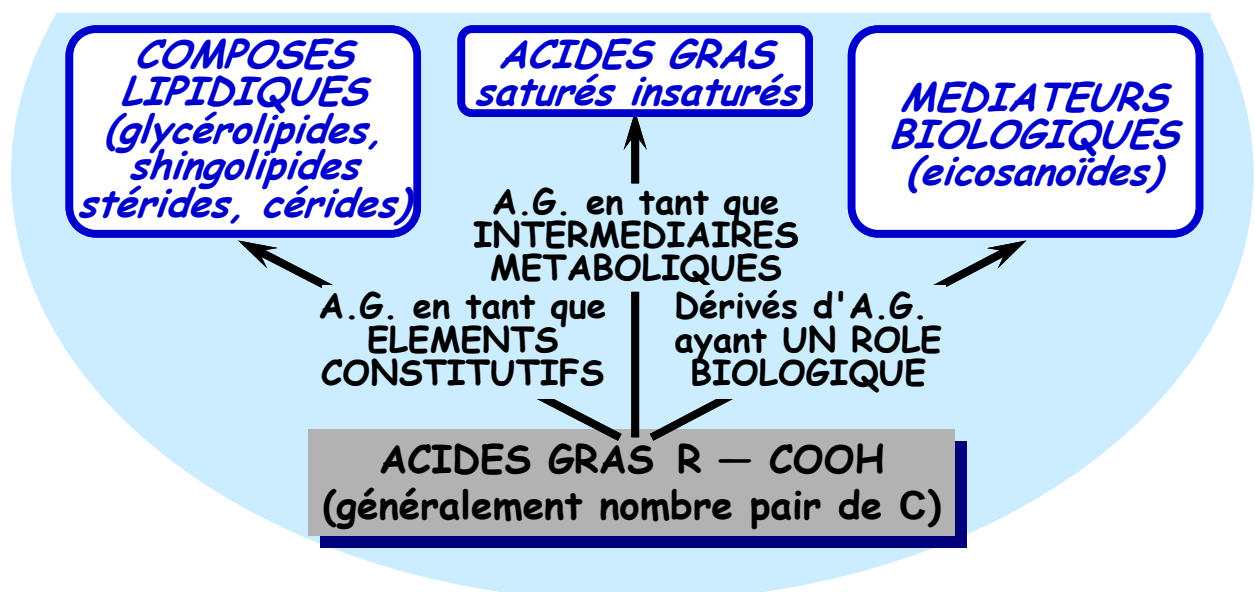 COMPOSES
LIPIDIQUES
(glycérolipides,
shingolipides
stérides, cérides)
ACIDES GRAS
saturés insaturés
MEDIATEURS
BIOLOGIQUES
(eicosanoïdes)
A.G. en tant que
INTERMEDIAIRES
METABOLIQUES
A.G. en tant que
ELEMENTS
CONSTITUTIFS
Dérivés d'A.G.
ayant UN ROLE
BIOLOGIQUE
ACIDES GRAS R — COOH
(généralement nombre pair de C)